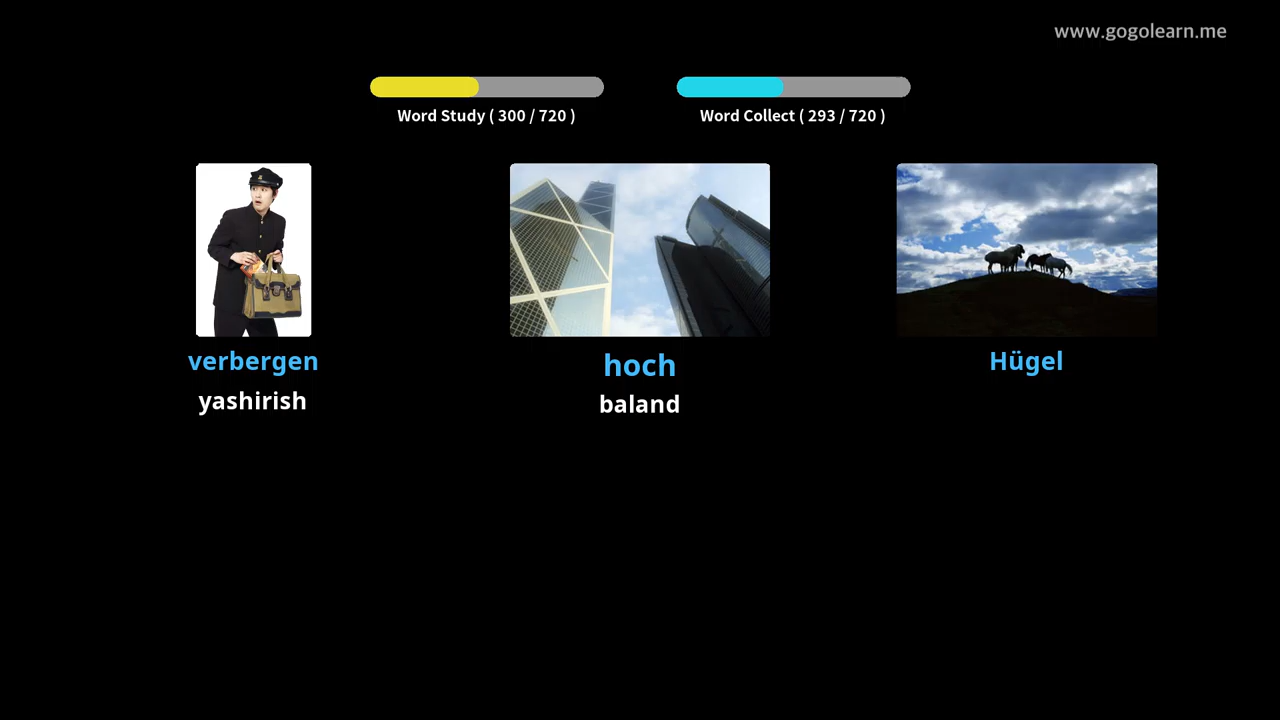 www.gogolearn.me
Word Study ( 300 / 720 )
Word Collect ( 293 / 720 )
verbergen
yashirish
hoch
baland
Hügel